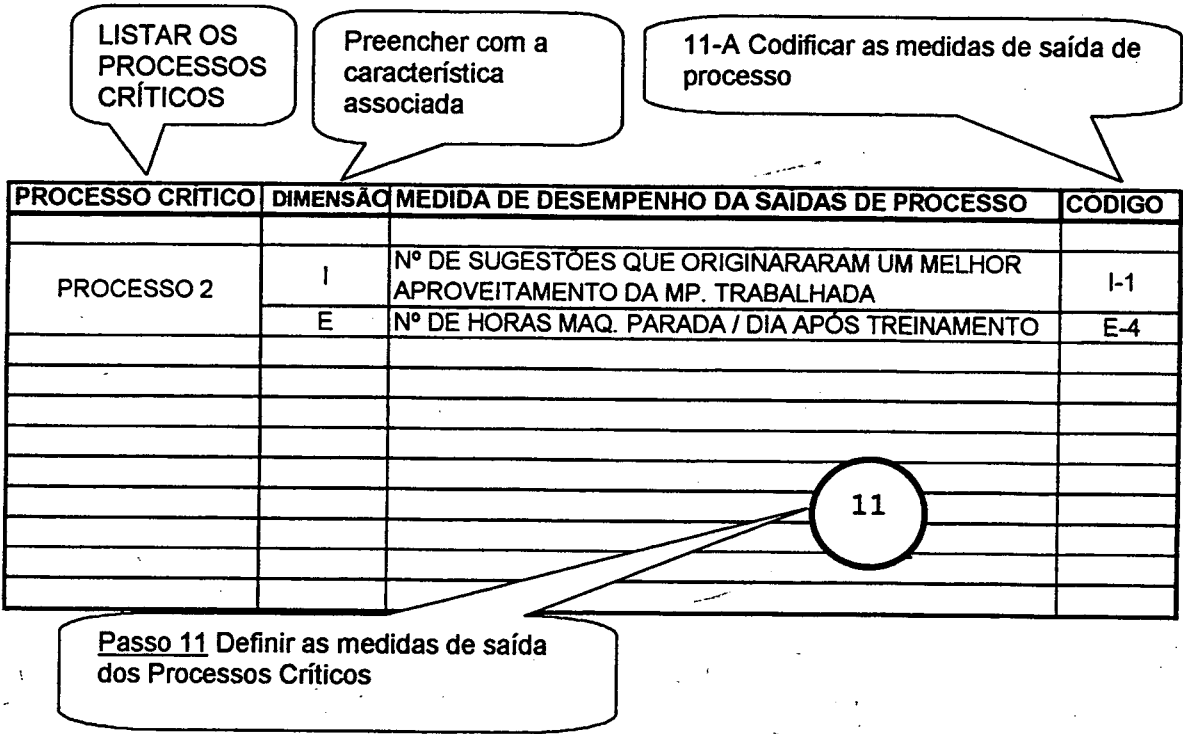 LISTAR OS
PROCESSOS
CRÍTICOS
Preencher com a
característica
associada
11-A Codificar as medidas de saída de
processo
PROCESSO CRÍTICO DIMENSÃO MEDIDA DE DESEMPENHO DA SAIDAS DE PROCESSO CODIGO
PROCESSO 2
I
Nº DE SUGESTÕES QUE ORIGINARARAM UM MELHOR
APROVEITAMENTO DA MP. TRABALHADA
I-1
E
Nº DE HORAS MAQ. PARADA / DIA APÓS TREINAMENTO
E-4
11
Passo 11 Definir as medidas de saída
dos Processos Críticos